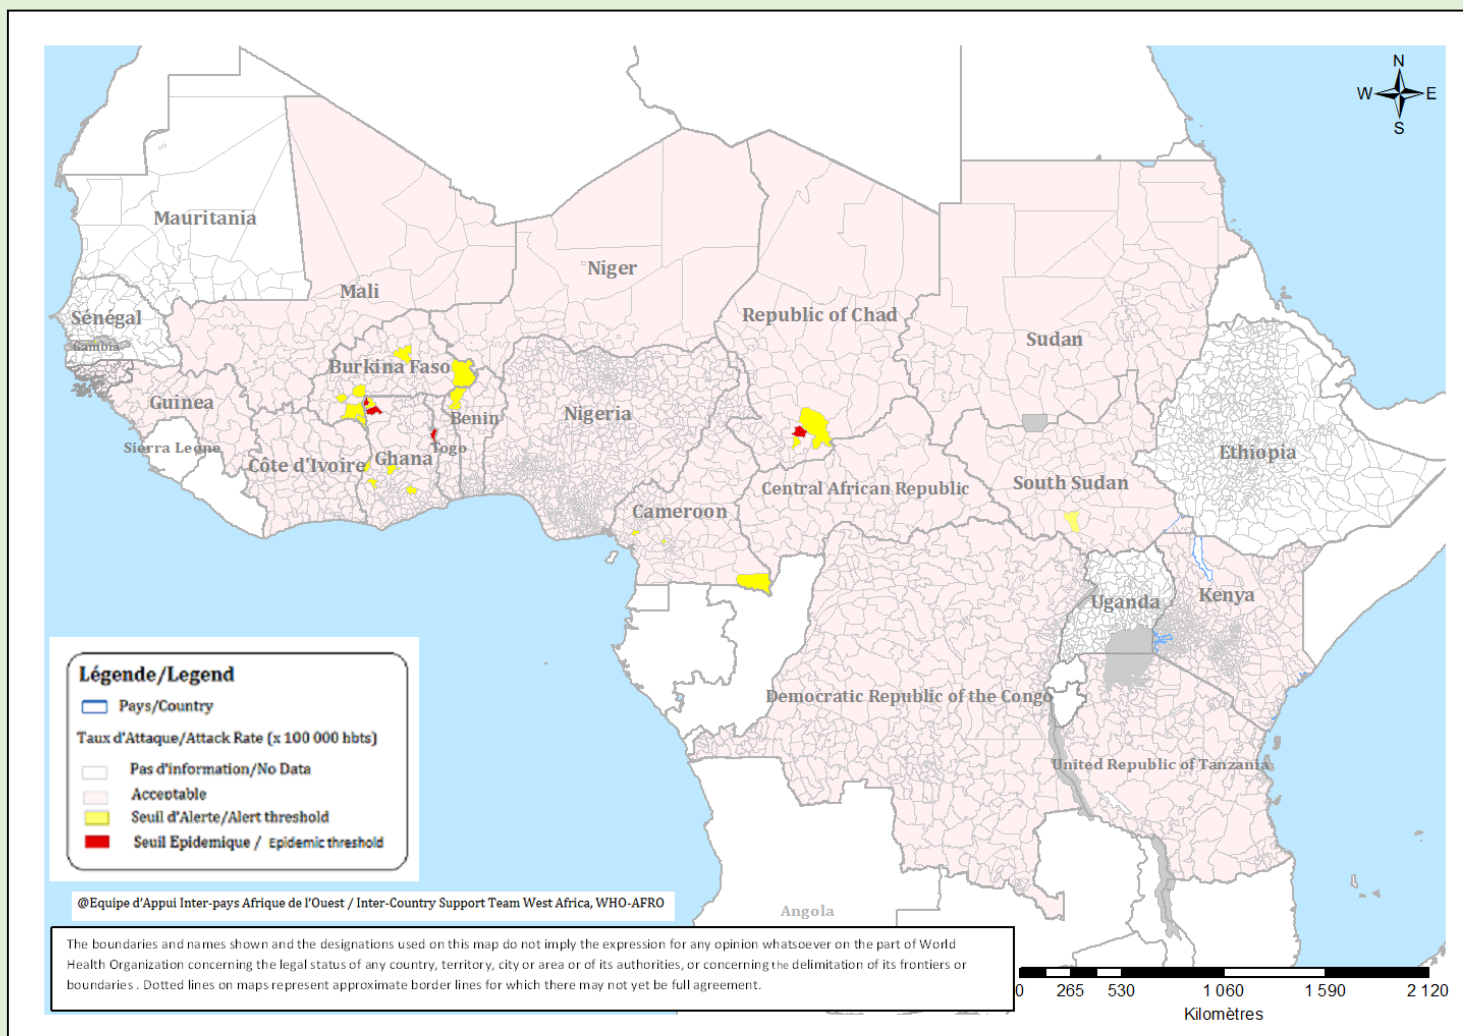 N
W E
S
Mauritania
Niger
Mali
Sénégal
Gambia
Republic of Chad
Sudan
Burkina Faso
Guinea
Benin
Nigeria
Sierra Leone
Togo
Côte d'Ivoire
Ghana
Ethiopia
Central African Republic
South Sudan
Cameroon
Uganda
Kenya
Democratic Republic of the Congo
United Republic of Tanzania
Angola
Légende/Legend
Pays/Country
Taux d'Attaque/Attack Rate (x 100 000 hbts)
Pas d'information/No Data
Acceptable
Seuil d'Alerte/Alert threshold
Seuil Epidemique / Epidemic threshold
@Equipe d'Appui Inter-pays Afrique de l'Ouest / Inter-Country Support Team West Africa, WHO-AFRO
The boundaries and names shown and the designations used on this map do not imply the expression for any opinion whatsoever on the part of World
Health Organization concerning the legal status of any country, territory, city or area or of its authorities, or concerning the delimitation of its frontiers or
boundaries . Dotted lines on maps represent approximate border lines for which there may not yet be full agreement.
0 265 530 1 060 1 590 2 120
Kilomètres